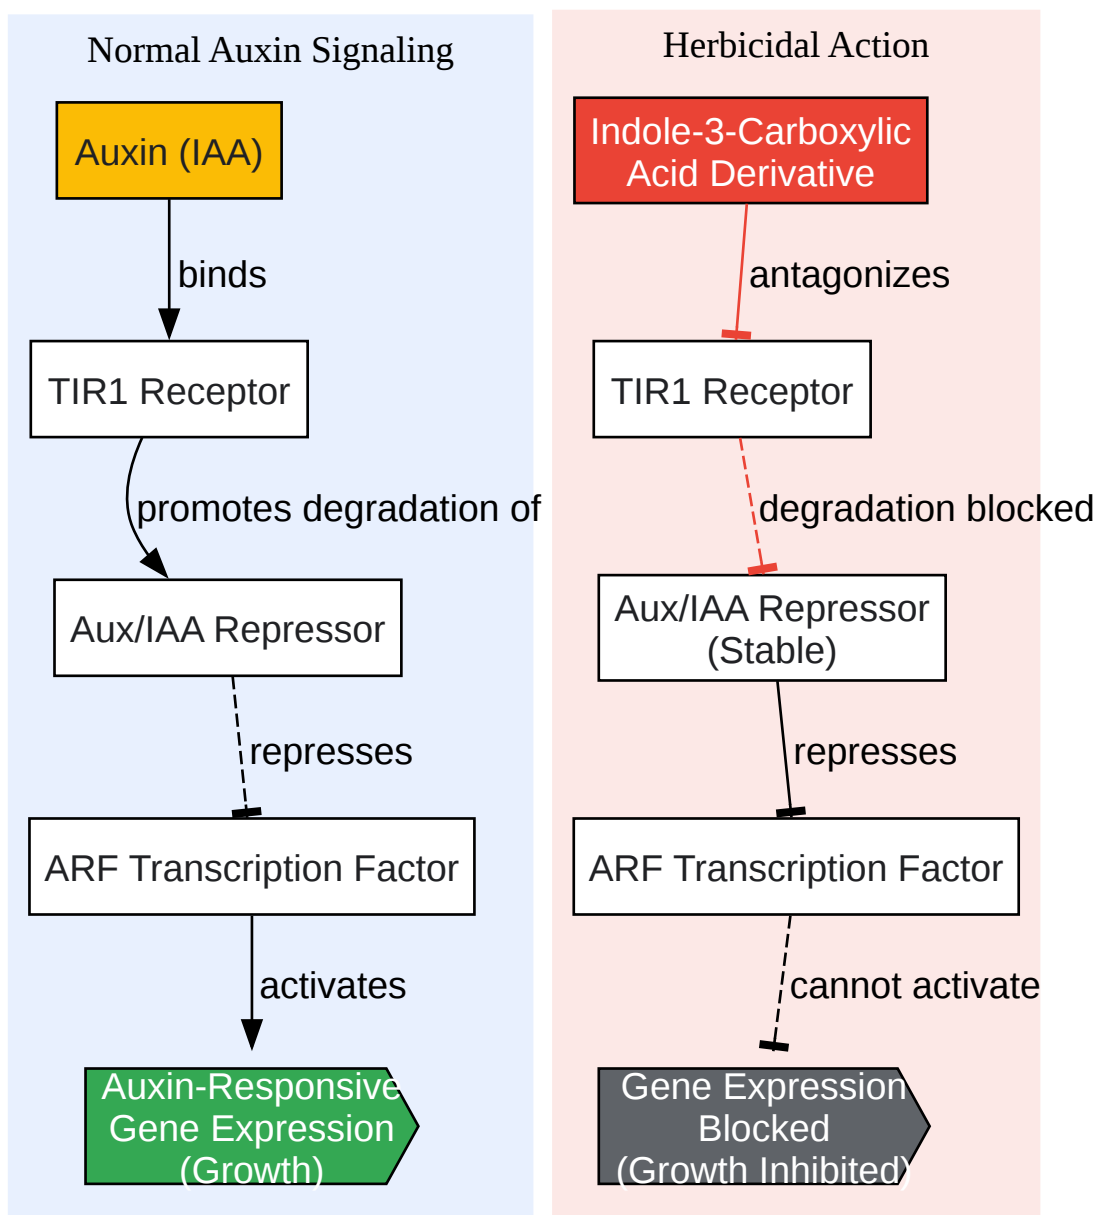 Normal Auxin Signaling
Auxin (IAA)
binds
TIR1 Receptor
promotes degradation of
Aux/IAA Repressor
represses
ARF Transcription Factor
activates
Auxin-Responsive
Gene Expression
(Growth)
Herbicidal Action
Indole-3-Carboxylic
Acid Derivative
antagonizes
TIR1 Receptor
degradation blocked
Aux/IAA Repressor
(Stable)
represses
ARF Transcription Factor
cannot activate
Gene Expression
Blocked
(Growth Inhibited)